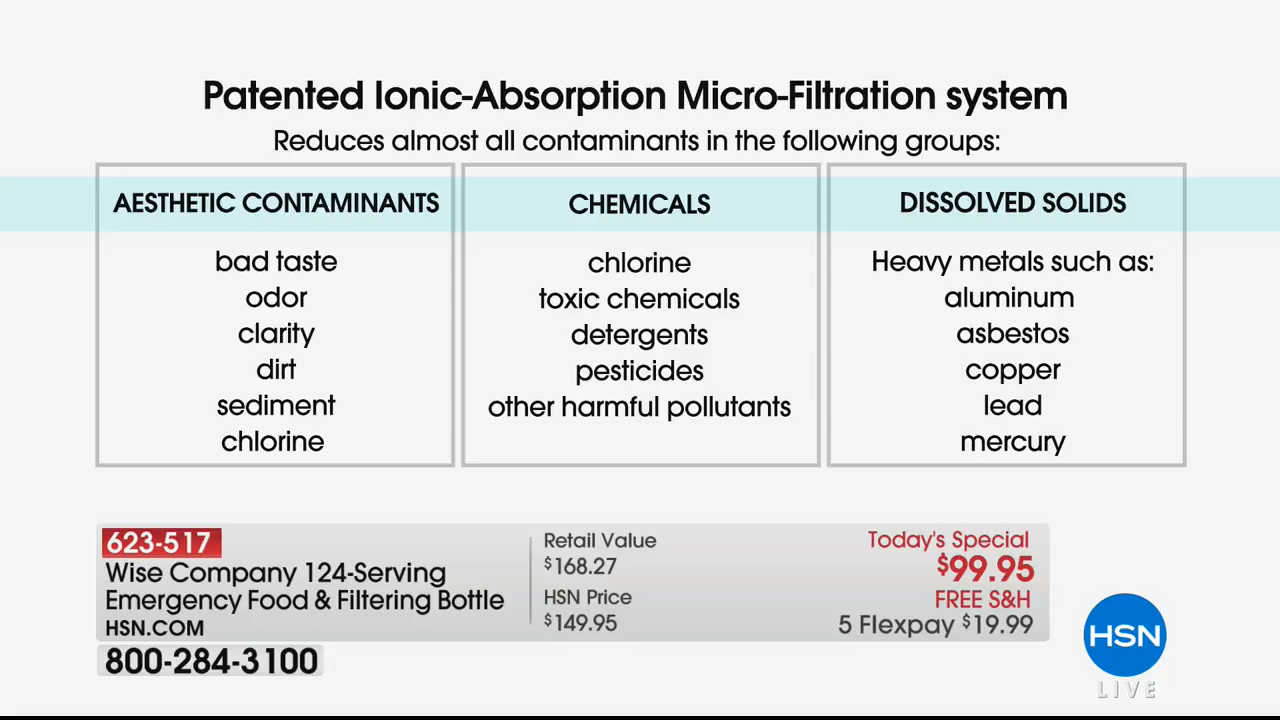 Patented Ionic-Absorption Micro-Filtration system
Reduces almost all contaminants in the following groups:
AESTHETIC CONTAMINANTS
bad taste
odor
clarity
dirt
sediment
chlorine
CHEMICALS
chlorine
toxic chemicals
detergents
pesticides
other harmful pollutants
DISSOLVED SOLIDS
Heavy metals such as:
aluminum
asbestos
copper
lead
mercury
623-517
Wise Company 124-Serving
Emergency Food & Filtering Bottle
HSN.COM
800-284-3100
Retail Value
$168.27
HSN Price
$149.95
Today's Special
$99.95
FREE S&H
5 Flexpay $19.99
HSN
LIVE